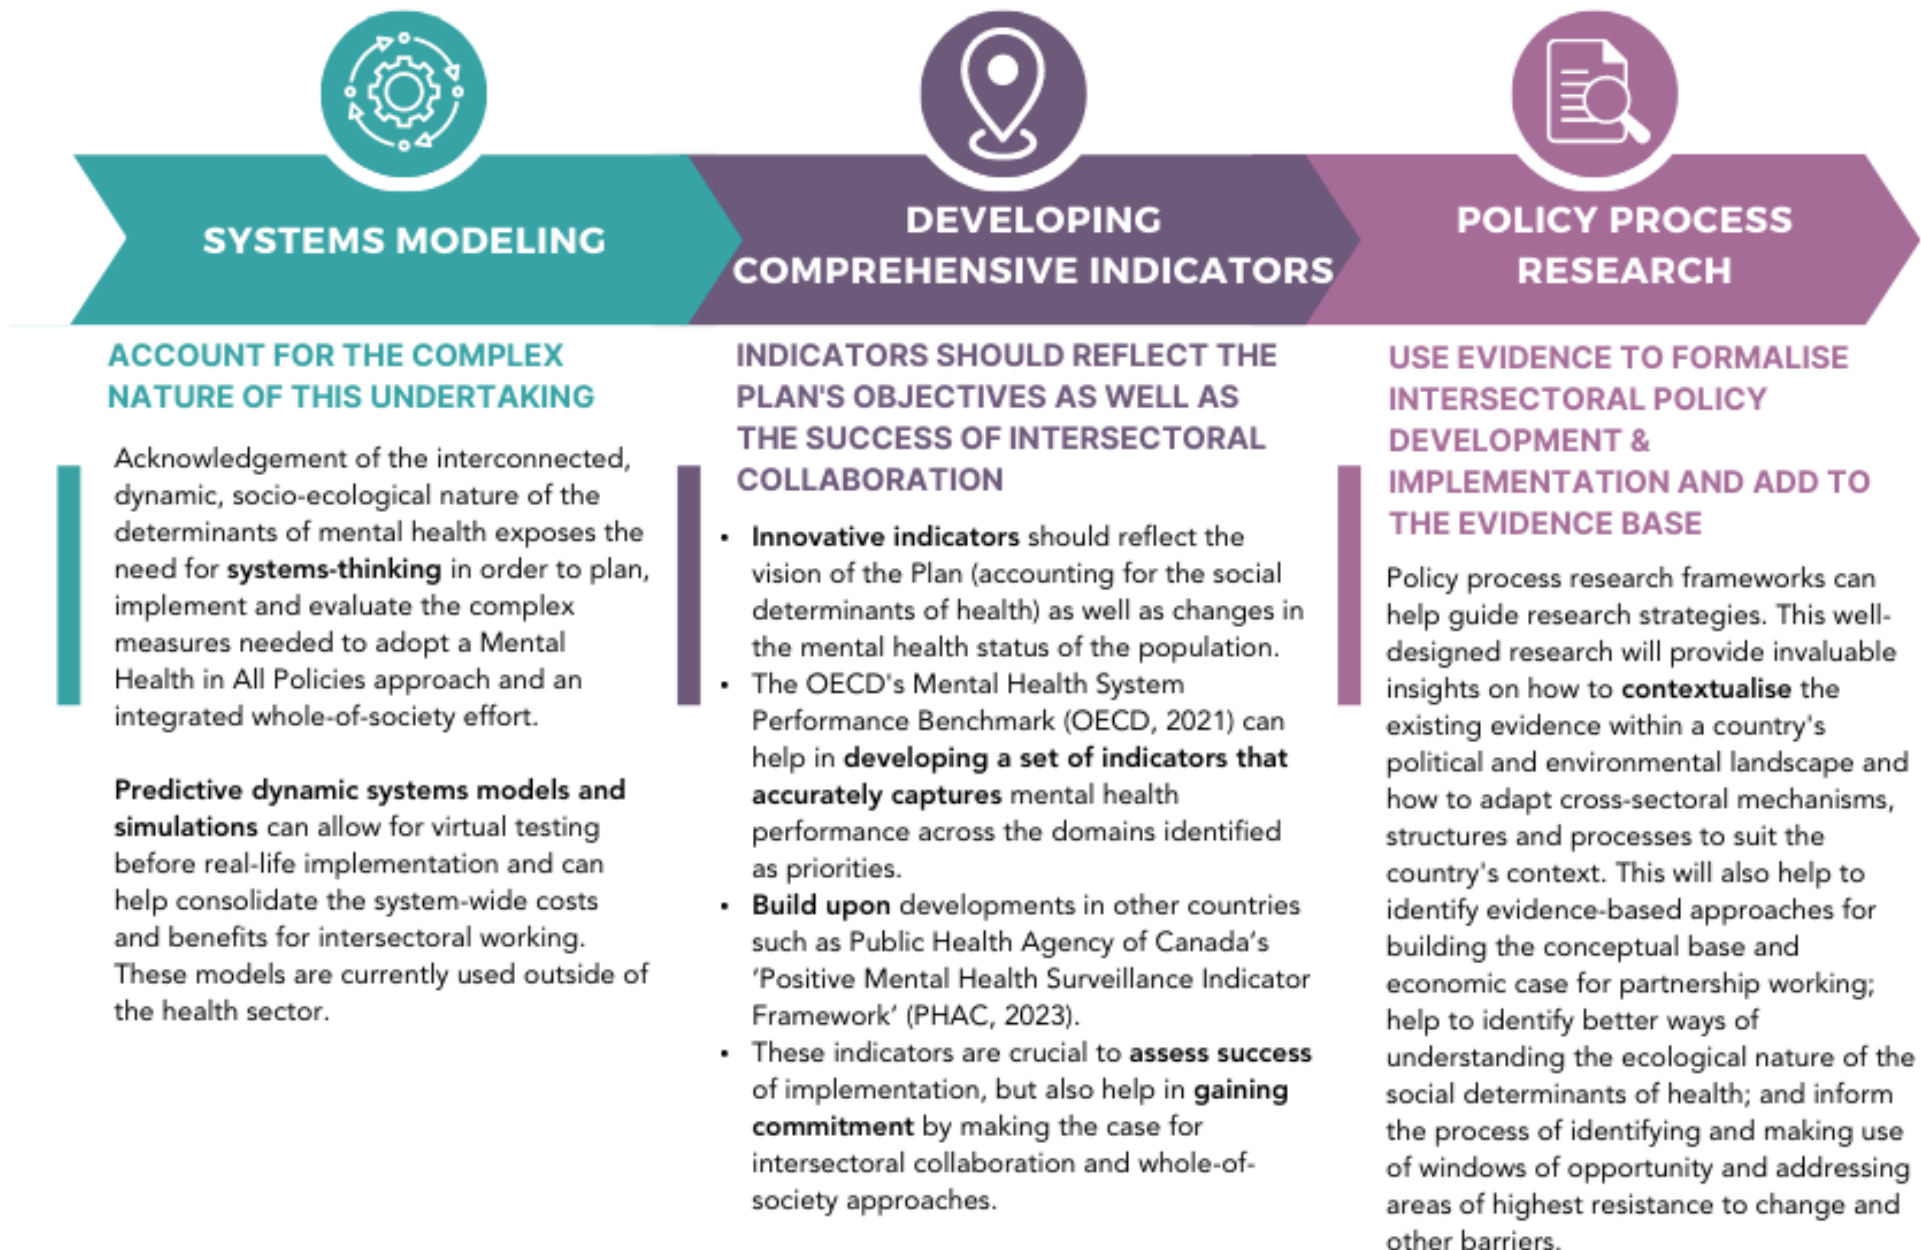 SYSTEMS MODELING
ACCOUNT FOR THE COMPLEX
NATURE OF THIS UNDERTAKING
Acknowledgement of the interconnected,
dynamic, socio-ecological nature of the
determinants of mental health exposes the
need for systems-thinking in order to plan,
implement and evaluate the complex
measures needed to adopt a Mental
Health in All Policies approach and an
integrated whole-of-society effort.
Predictive dynamic systems models and
simulations can allow for virtual testing
before real-life implementation and can
help consolidate the system-wide costs
and benefits for intersectoral working.
These models are currently used outside of
the health sector.
DEVELOPING
COMPREHENSIVE INDICATORS
INDICATORS SHOULD REFLECT THE
PLAN'S OBJECTIVES AS WELL AS
THE SUCCESS OF INTERSECTORAL
COLLABORATION
• Innovative indicators should reflect the
vision of the Plan (accounting for the social
determinants of health) as well as changes in
the mental health status of the population.
• The OECD's Mental Health System
Performance Benchmark (OECD, 2021) can
help in developing a set of indicators that
accurately captures mental health
performance across the domains identified
as priorities.
• Build upon developments in other countries
such as Public Health Agency of Canada's
'Positive Mental Health Surveillance Indicator
Framework' (PHAC, 2023).
• These indicators are crucial to assess success
of implementation, but also help in gaining
commitment by making the case for
intersectoral collaboration and whole-of-
society approaches.
POLICY PROCESS
RESEARCH
USE EVIDENCE TO FORMALISE
INTERSECTORAL POLICY
DEVELOPMENT &
IMPLEMENTATION AND ADD TO
THE EVIDENCE BASE
Policy process research frameworks can
help guide research strategies. This well-
designed research will provide invaluable
insights on how to contextualise the
existing evidence within a country's
political and environmental landscape and
how to adapt cross-sectoral mechanisms,
structures and processes to suit the
country's context. This will also help to
identify evidence-based approaches for
building the conceptual base and
economic case for partnership working;
help to identify better ways of
understanding the ecological nature of the
social determinants of health; and inform
the process of identifying and making use
of windows of opportunity and addressing
areas of highest resistance to change and
other barriers.